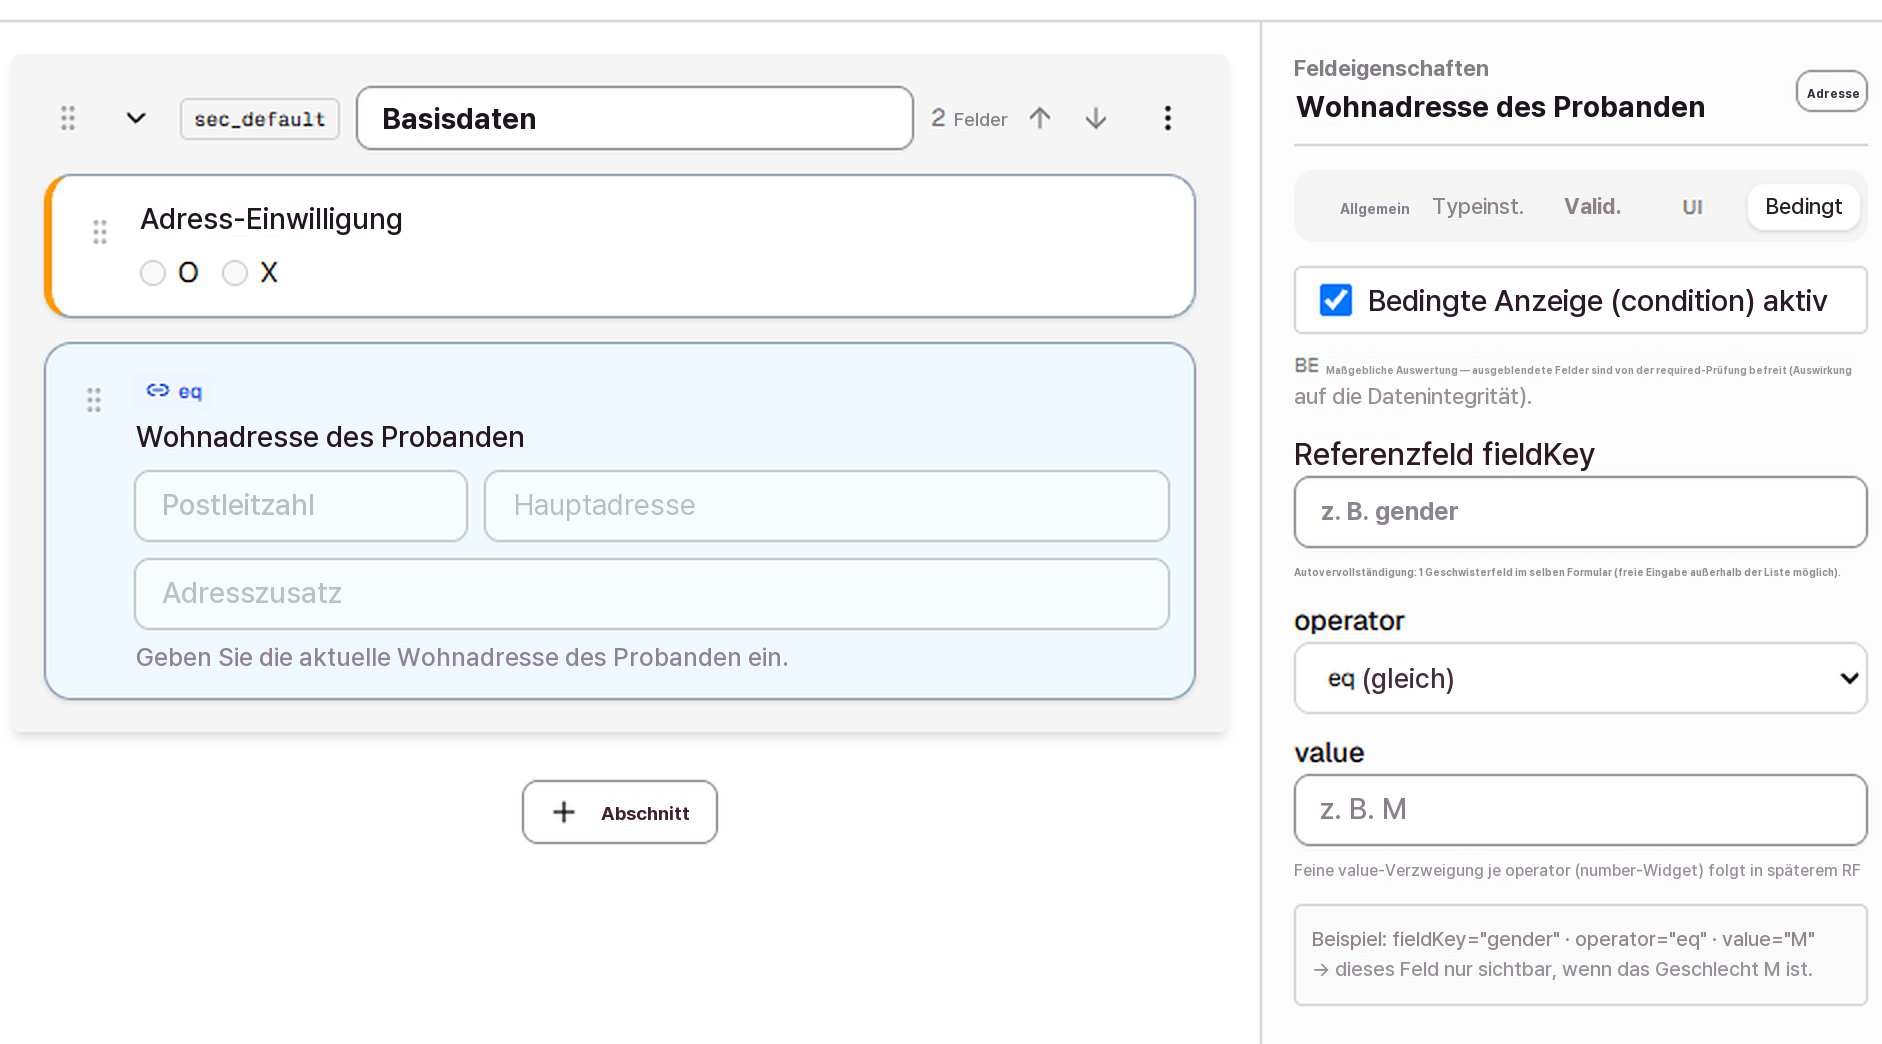 sec_default
Basisdaten
2 Felder
Adress-Einwilligung
O X
eq
Wohnadresse des Probanden
Postleitzahl Hauptadresse
Adresszusatz
Geben Sie die aktuelle Wohnadresse des Probanden ein.
+ Abschnitt
Feldeigenschaften
Wohnadresse des Probanden
Adresse
Allgemein Typeinst. Valid. UI Bedingt
Bedingte Anzeige (condition) aktiv
BE Maßgebliche Auswertung — ausgeblendete Felder sind von der required-Prüfung befreit (Auswirkung
auf die Datenintegrität).
Referenzfeld fieldKey
z. B. gender
Autovervollständigung: 1 Geschwisterfeld im selben Formular (freie Eingabe außerhalb der Liste möglich).
operator
eq (gleich)
value
z. B. M
Feine value-Verzweigung je operator (number-Widget) folgt in späterem RF
Beispiel: fieldKey="gender" · operator="eq" · value="M"
→ dieses Feld nur sichtbar, wenn das Geschlecht M ist.